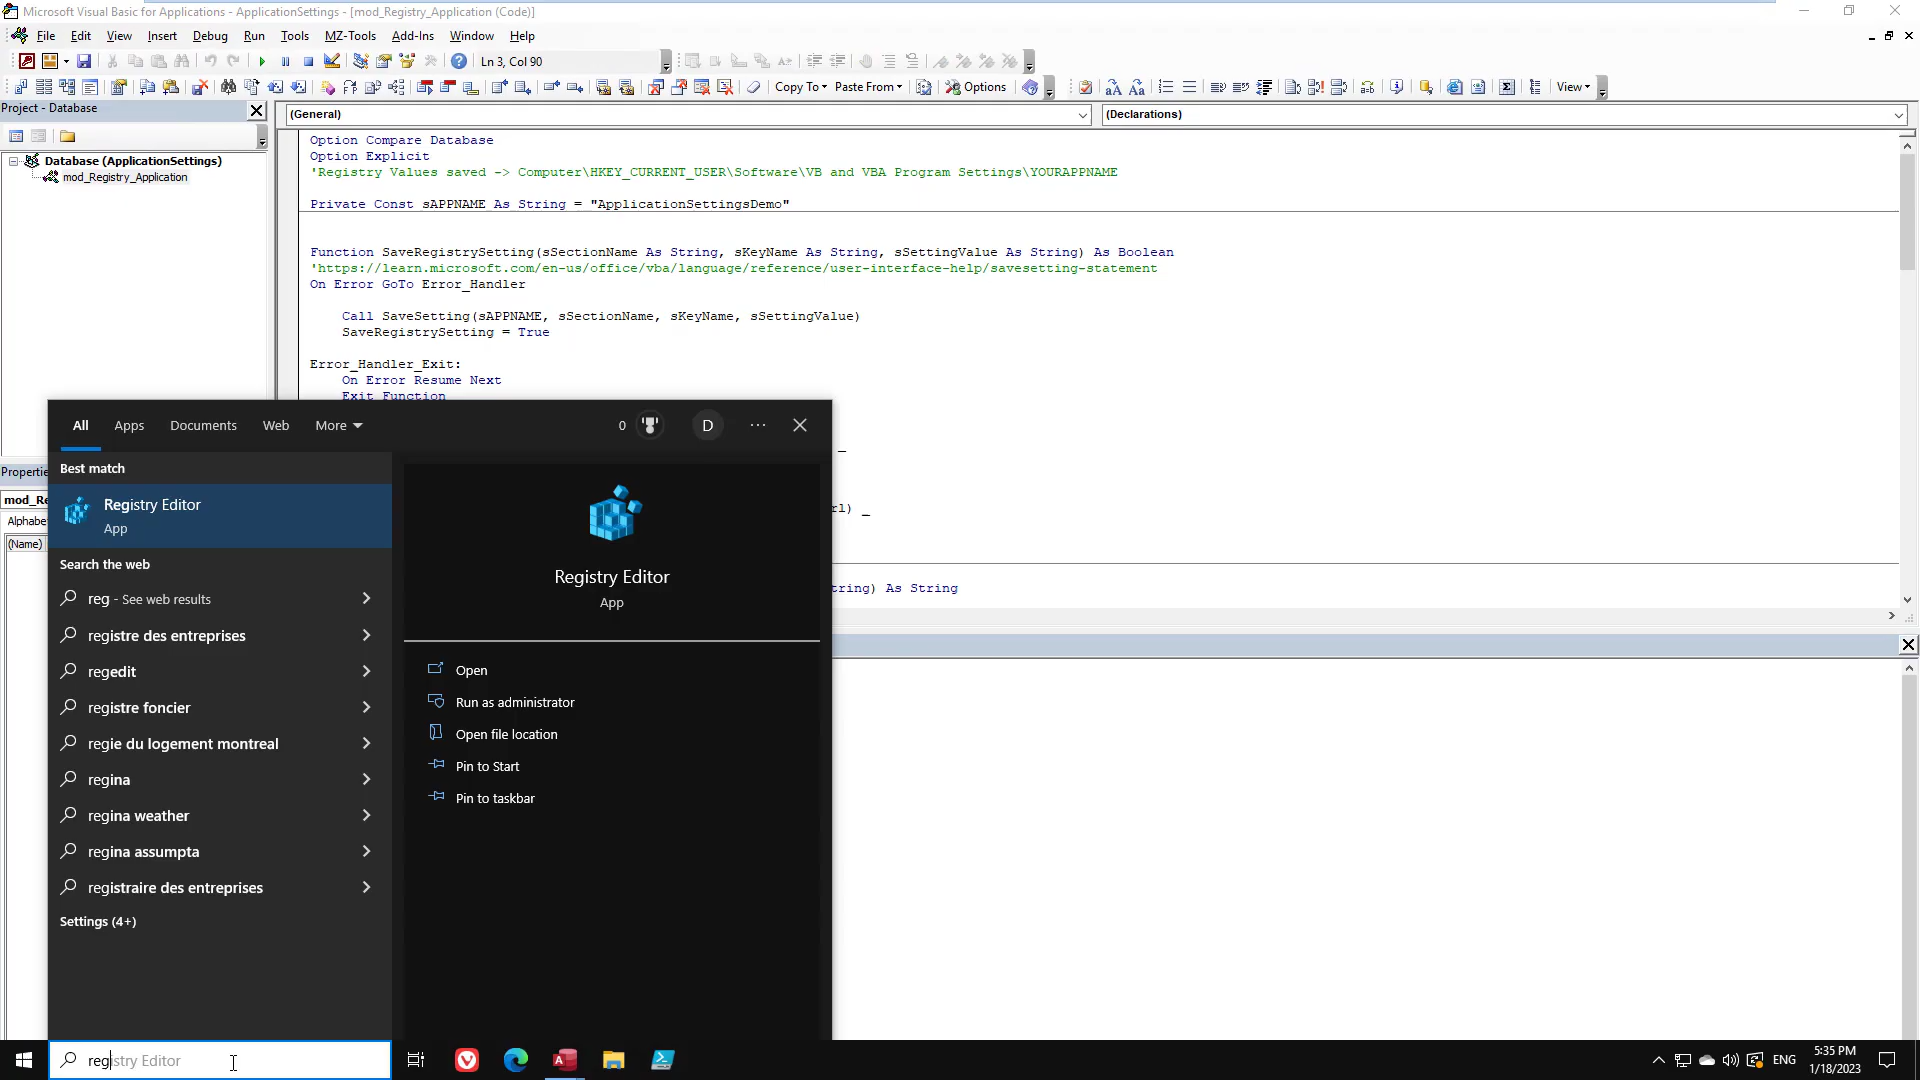 Microsoft Visual Basic for Applications - ApplicationSettings - [mod_Registry_Application (Code)]
File Edit View Insert Debug Run Tools MZ-Tools Add-Ins Window Help
Ln 3, Col 90
Copy To Paste From Options View
Project - Database
(General)
(Declarations)
Database (ApplicationSettings)
mod_Registry_Application
Option Compare Database
Option Explicit
'Registry Values saved -> Computer\HKEY_CURRENT_USER\Software\VB and VBA Program Settings\YOURAPPNAME
Private Const sAPPNAME As String = "ApplicationSettingsDemo"
Function SaveRegistrySetting(sSectionName As String, sKeyName As String, sSettingValue As String) As Boolean
'https://learn.microsoft.com/en-us/office/vba/language/reference/user-interface-help/savesetting-statement
On Error GoTo Error_Handler
Call SaveSetting(sAPPNAME, sSectionName, sKeyName, sSettingValue)
SaveRegistrySetting = True
Error_Handler_Exit:
On Error Resume Next
Exit Function
_
rl) _
tring) As String
Propertie
mod_Re
Alphabe
(Name)
All Apps Documents Web More
0
D
Best match
Registry Editor
App
Search the web
reg - See web results
registre des entreprises
regedit
registre foncier
regie du logement montreal
regina
regina weather
regina assumpta
registraire des entreprises
Settings (4+)
Registry Editor
App
Open
Run as administrator
Open file location
Pin to Start
Pin to taskbar
registry Editor
ENG
5:35 PM
1/18/2023